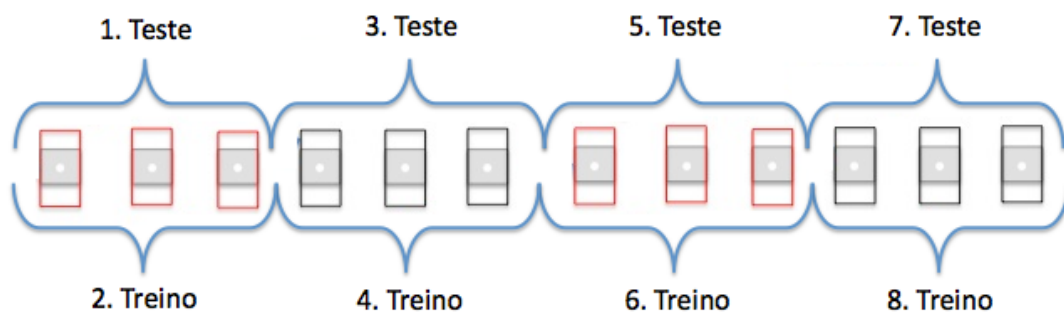 1. Teste
3. Teste
5. Teste
7. Teste
2. Treino
4. Treino
6. Treino
8. Treino